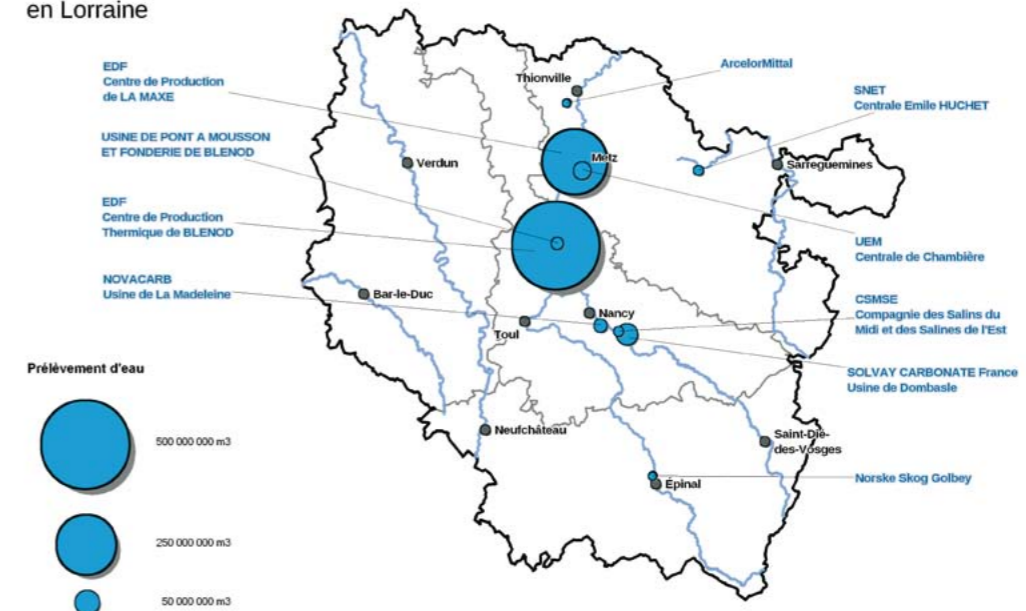 en Lorraine
EDF
Centre de Production
de LA MAXE
USINE DE PONT A MOUSSON
ET FONDERIE DE BLENOD
EDF
Centre de Production
Thermique de BLENOD
NOVACARB
Usine de La Madeleine
ArcelorMittal
SNET
Centrale Emile HUCHET
UEM
Centrale de Chambière
CSMSE
Compagnie des Salins du
Midi et des Salines de l'Est
SOLVAY CARBONATE France
Usine de Dombasle
Norske Skog Golbey
Thionville
Metz
Verdun
Sarreguemines
Bar-le-Duc
Nancy
Toul
Neufchâteau
Saint-Dié-
des-Vosges
Épinal
Prélèvement d'eau
500 000 000 m3
250 000 000 m3
50 000 000 m3